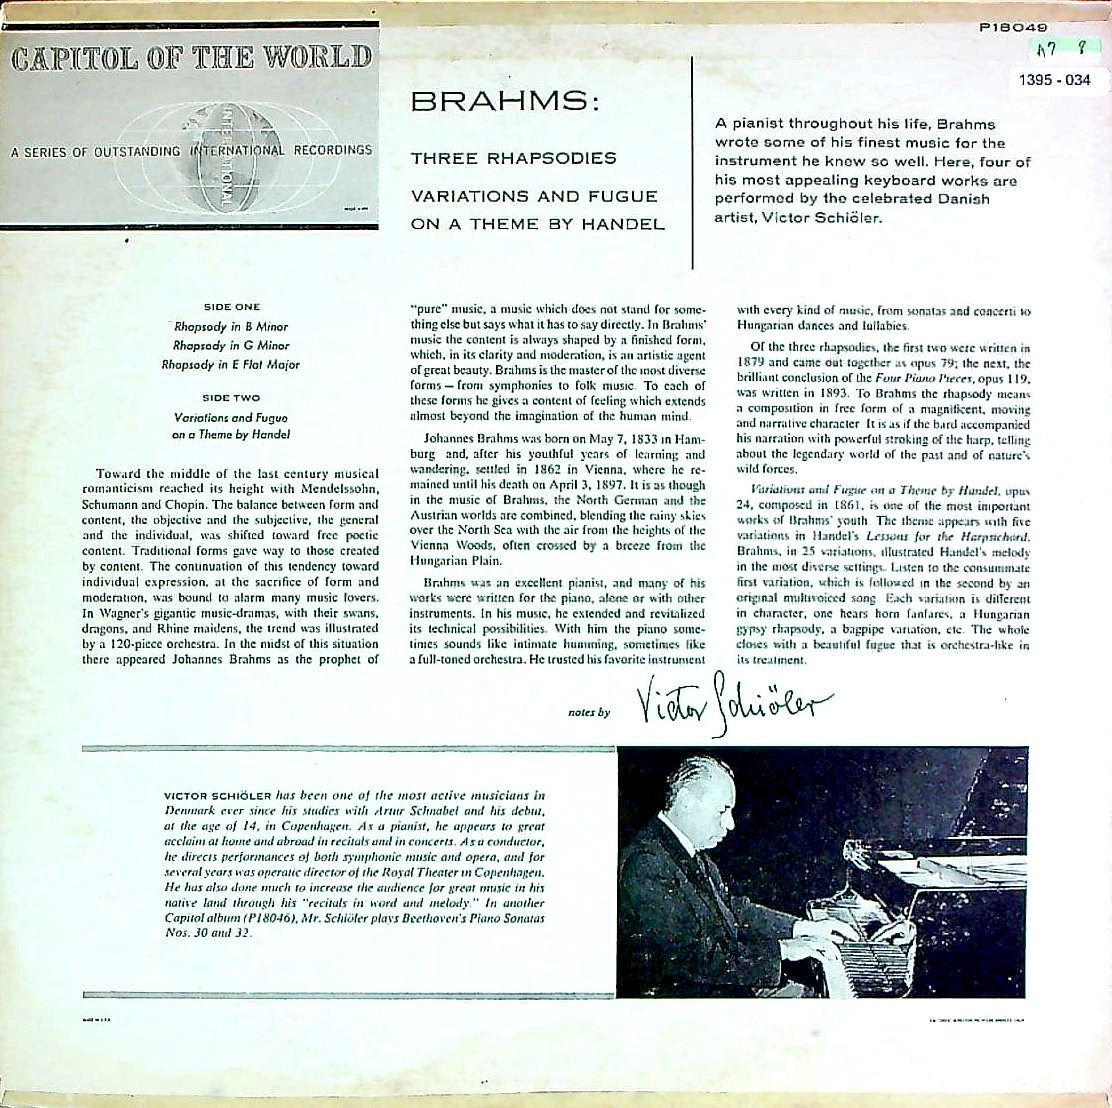 CAPITOL OF THE WORLD
INTERNATIONAL
A SERIES OF OUTSTANDING INTERNATIONAL RECORDINGS
P18049
A7 8
1395 - 034
BRAHMS:
THREE RHAPSODIES
VARIATIONS AND FUGUE
ON A THEME BY HANDEL
A pianist throughout his life, Brahms
wrote some of his finest music for the
instrument he knew so well. Here, four of
his most appealing keyboard works are
performed by the celebrated Danish
artist, Victor Schiöler.
SIDE ONE
Rhapsody in B Minor
Rhapsody in G Minor
Rhapsody in E Flat Major
SIDE TWO
Variations and Fugue
on a Theme by Handel
Toward the middle of the last century musical
romanticism reached its height with Mendelssohn,
Schumann and Chopin. The balance between form and
content, the objective and the subjective, the general
and the individual, was shifted toward free poetic
content. Traditional forms gave way to those created
by content. The continuation of this tendency toward
individual expression, at the sacrifice of form and
moderation, was bound to alarm many music lovers.
In Wagner's gigantic music-dramas, with their swans,
dragons, and Rhine maidens, the trend was illustrated
by a 120-piece orchestra. In the midst of this situation
there appeared Johannes Brahms as the prophet of
"pure" music, a music which does not stand for some-
thing else but says what it has to say directly. In Brahms'
music the content is always shaped by a finished form,
which, in its clarity and moderation, is an artistic agent
of great beauty. Brahms is the master of the most diverse
forms — from symphonies to folk music. To each of
these forms he gives a content of feeling which extends
almost beyond the imagination of the human mind.
Johannes Brahms was born on May 7, 1833 in Ham-
burg and, after his youthful years of learning and
wandering, settled in 1862 in Vienna, where he re-
mained until his death on April 3, 1897. It is as though
in the music of Brahms, the North German and the
Austrian worlds are combined, blending the rainy skies
over the North Sea with the air from the heights of the
Vienna Woods, often crossed by a breeze from the
Hungarian Plain.
Brahms was an excellent pianist, and many of his
works were written for the piano, alone or with other
instruments. In his music, he extended and revitalized
its technical possibilities. With him the piano some-
times sounds like intimate humming, sometimes like
a full-toned orchestra. He trusted his favorite instrument
with every kind of music, from sonatas and concerti to
Hungarian dances and lullabies.
Of the three rhapsodies, the first two were written in
1879 and came out together as opus 79; the next, the
brilliant conclusion of the Four Piano Pieces, opus 119,
was written in 1893. To Brahms the rhapsody means
a composition in free form of a magnificent, moving
and narrative character. It is as if the bard accompanied
his narration with powerful stroking of the harp, telling
about the legendary world of the past and of nature's
wild forces.
Variations and Fugue on a Theme by Handel, opus
24, composed in 1861, is one of the most important
works of Brahms' youth. The theme appears with five
variations in Handel's Lessons for the Harpsichord.
Brahms, in 25 variations, illustrated Handel's melody
in the most diverse settings. Listen to the consummate
first variation, which is followed in the second by an
original multivoiced song. Each variation is different
in character, one hears horn fanfares, a Hungarian
gypsy rhapsody, a bagpipe variation, etc. The whole
closes with a beautiful fugue that is orchestra-like in
its treatment.
notes by Victor Schiöler
VICTOR SCHIÖLER has been one of the most active musicians in
Denmark ever since his studies with Artur Schnabel and his debut,
at the age of 14, in Copenhagen. As a pianist, he appears to great
acclaim at home and abroad in recitals and in concerts. As a conductor,
he directs performances of both symphonic music and opera, and for
several years was operatic director of the Royal Theater in Copenhagen.
He has also done much to increase the audience for great music in his
native land through his "recitals in word and melody." In another
Capitol album (P18046), Mr. Schiöler plays Beethoven's Piano Sonatas
Nos. 30 and 32.